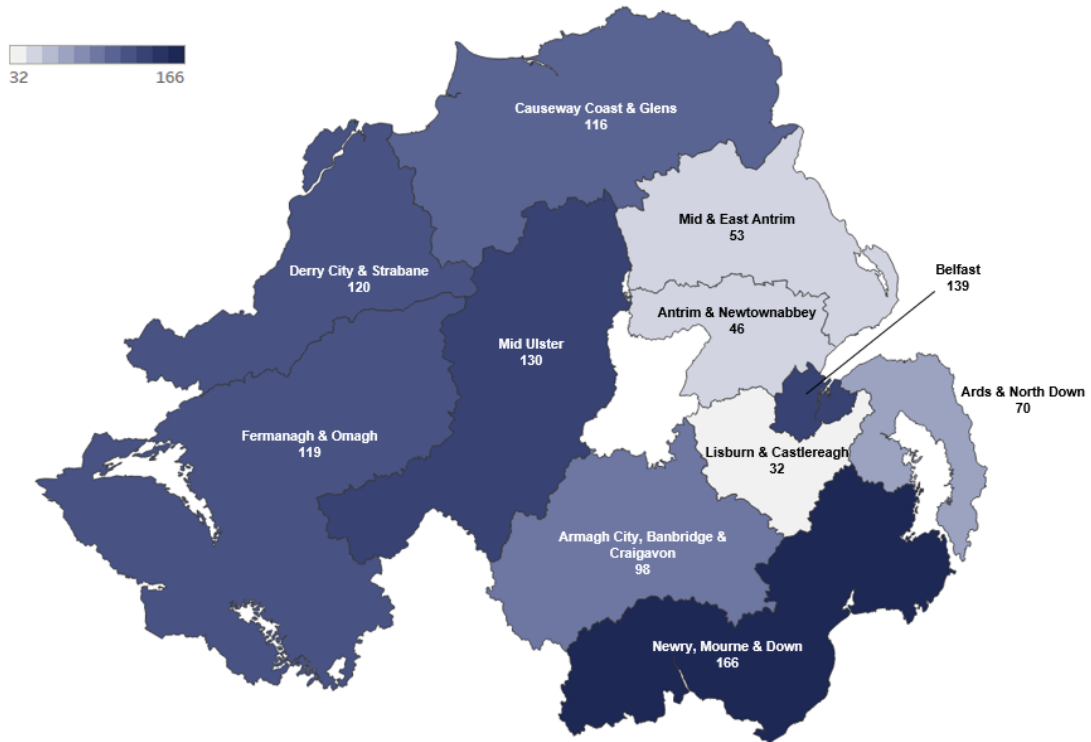 32
166
Causeway Coast & Glens
116
Mid & East Antrim
53
Derry City & Strabane
120
Belfast
139
Antrim & Newtownabbey
46
Mid Ulster
130
Ards & North Down
70
Fermanagh & Omagh
119
Lisburn & Castlereagh
32
Armagh City, Banbridge &
Craigavon
98
Newry, Mourne & Down
166